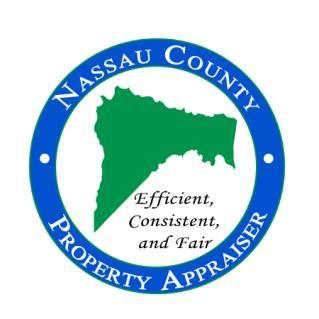 NASSAU COUNTY
Efficient,
Consistent,
and Fair
PROPERTY APPRAISER